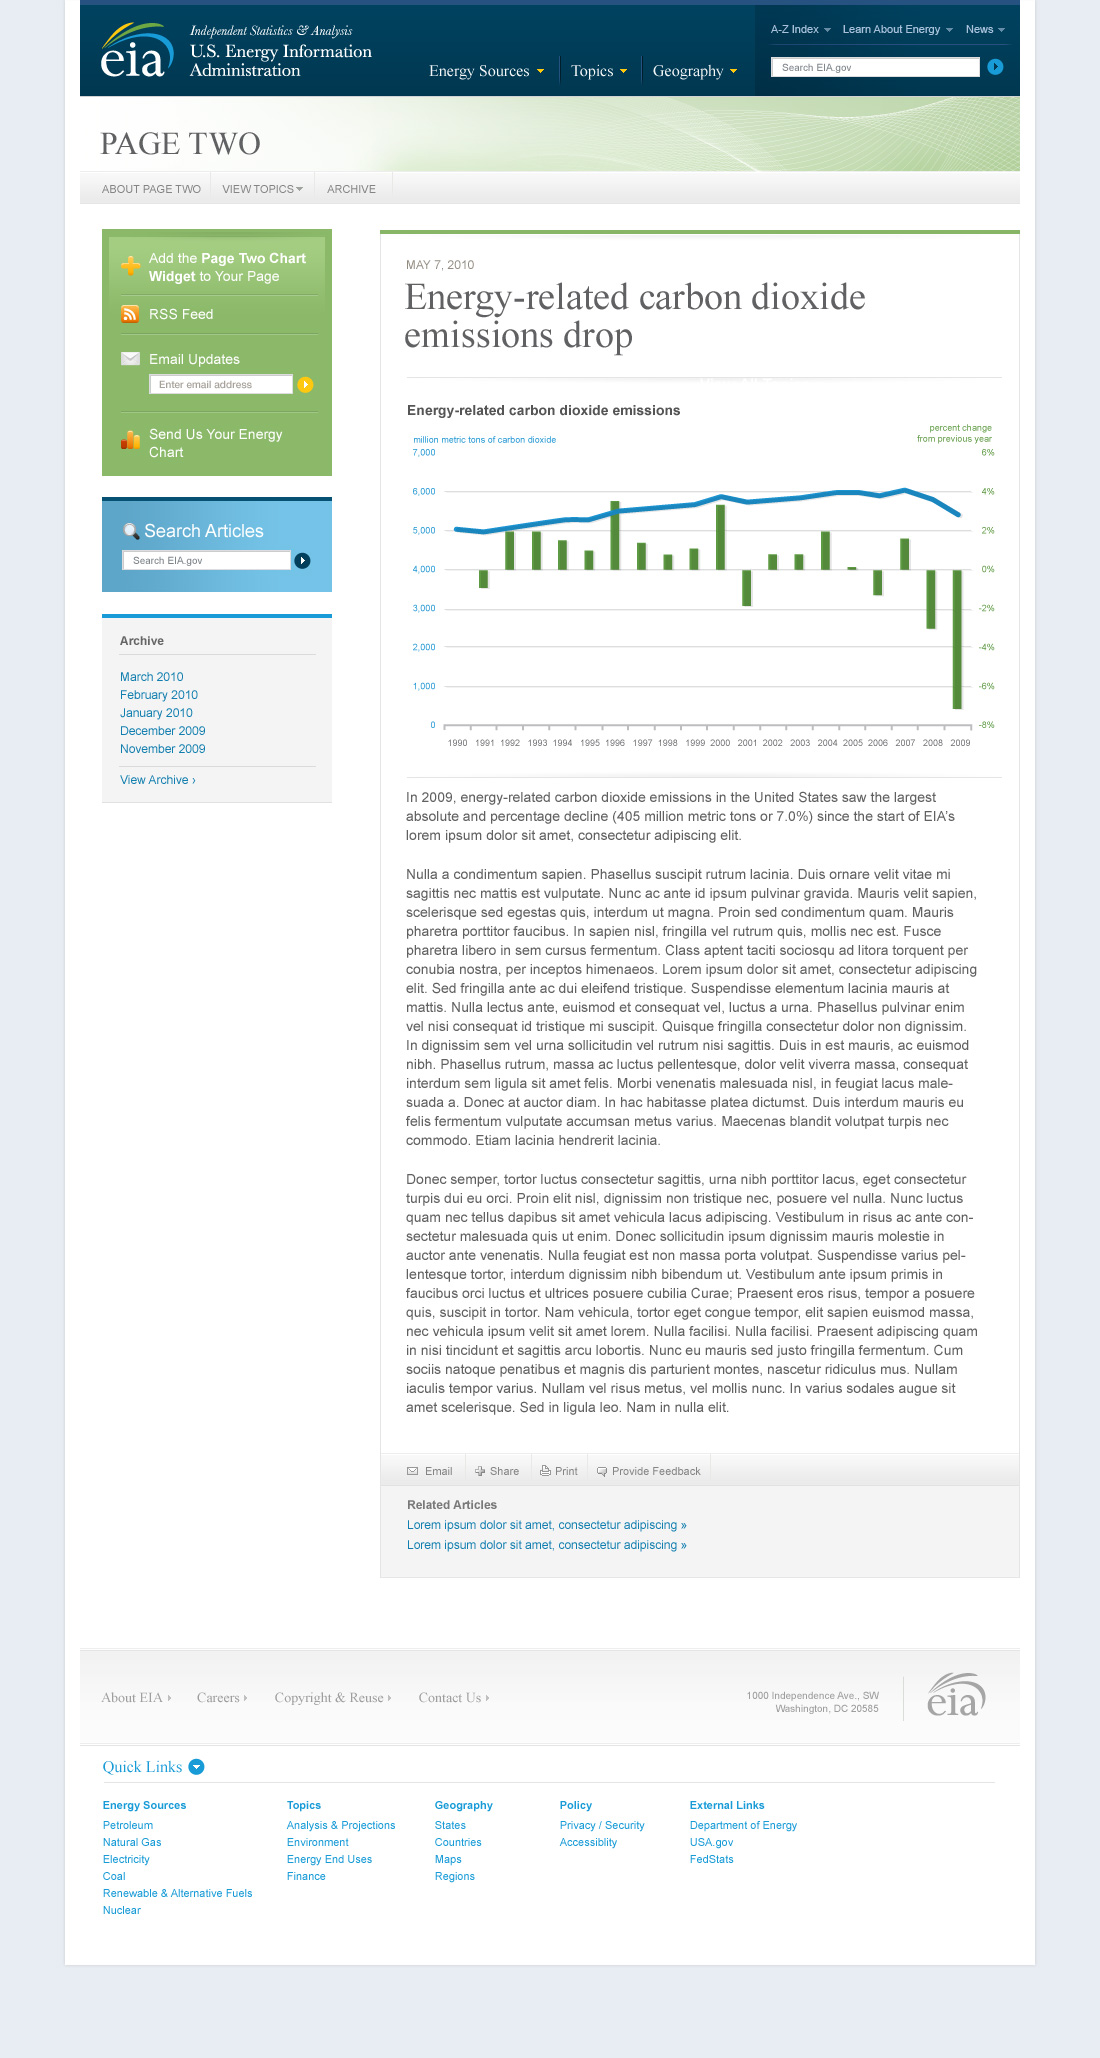 eia
Independent Statistics & Analysis
U.S. Energy Information
Administration
Energy Sources
Topics
Geography
A-Z Index
Learn About Energy
News
Search EIA.gov
PAGE TWO
ABOUT PAGE TWO
VIEW TOPICS
ARCHIVE
Add the Page Two Chart
Widget to Your Page
RSS Feed
Email Updates
Enter email address
Send Us Your Energy
Chart
Search Articles
Search EIA.gov
Archive
March 2010
February 2010
January 2010
December 2009
November 2009
View Archive ›
MAY 7, 2010
Energy-related carbon dioxide
emissions drop
Energy-related carbon dioxide emissions
million metric tons of carbon dioxide
percent change
from previous year
7,000
6%
6,000
4%
5,000
2%
4,000
0%
3,000
-2%
2,000
-4%
1,000
-6%
0
-8%
1990 1991 1992 1993 1994 1995 1996 1997 1998 1999 2000 2001 2002 2003 2004 2005 2006 2007 2008 2009
In 2009, energy-related carbon dioxide emissions in the United States saw the largest
absolute and percentage decline (405 million metric tons or 7.0%) since the start of EIA's
lorem ipsum dolor sit amet, consectetur adipiscing elit.
Nulla a condimentum sapien. Phasellus suscipit rutrum lacinia. Duis ornare velit vitae mi
sagittis nec mattis est vulputate. Nunc ac ante id ipsum pulvinar gravida. Mauris velit sapien,
scelerisque sed egestas quis, interdum ut magna. Proin sed condimentum quam. Mauris
pharetra porttitor faucibus. In sapien nisl, fringilla vel rutrum quis, mollis nec est. Fusce
pharetra libero in sem cursus fermentum. Class aptent taciti sociosqu ad litora torquent per
conubia nostra, per inceptos himenaeos. Lorem ipsum dolor sit amet, consectetur adipiscing
elit. Sed fringilla ante ac dui eleifend tristique. Suspendisse elementum lacinia mauris at
mattis. Nulla lectus ante, euismod et consequat vel, luctus a urna. Phasellus pulvinar enim
vel nisi consequat id tristique mi suscipit. Quisque fringilla consectetur dolor non dignissim.
In dignissim sem vel urna sollicitudin vel rutrum nisi sagittis. Duis in est mauris, ac euismod
nibh. Phasellus rutrum, massa ac luctus pellentesque, dolor velit viverra massa, consequat
interdum sem ligula sit amet felis. Morbi venenatis malesuada nisl, in feugiat lacus male-
suada a. Donec at auctor diam. In hac habitasse platea dictumst. Duis interdum mauris eu
felis fermentum vulputate accumsan metus varius. Maecenas blandit volutpat turpis nec
commodo. Etiam lacinia hendrerit lacinia.
Donec semper, tortor luctus consectetur sagittis, urna nibh porttitor lacus, eget consectetur
turpis dui eu orci. Proin elit nisl, dignissim non tristique nec, posuere vel nulla. Nunc luctus
quam nec tellus dapibus sit amet vehicula lacus adipiscing. Vestibulum in risus ac ante con-
sectetur malesuada quis ut enim. Donec sollicitudin ipsum dignissim mauris molestie in
auctor ante venenatis. Nulla feugiat est non massa porta volutpat. Suspendisse varius pel-
lentesque tortor, interdum dignissim nibh bibendum ut. Vestibulum ante ipsum primis in
faucibus orci luctus et ultrices posuere cubilia Curae; Praesent eros risus, tempor a posuere
quis, suscipit in tortor. Nam vehicula, tortor eget congue tempor, elit sapien euismod massa,
nec vehicula ipsum velit sit amet lorem. Nulla facilisi. Nulla facilisi. Praesent adipiscing quam
in nisi tincidunt et sagittis arcu lobortis. Nunc eu mauris sed justo fringilla fermentum. Cum
sociis natoque penatibus et magnis dis parturient montes, nascetur ridiculus mus. Nullam
iaculis tempor varius. Nullam vel risus metus, vel mollis nunc. In varius sodales augue sit
amet scelerisque. Sed in ligula leo. Nam in nulla elit.
Email
Share
Print
Provide Feedback
Related Articles
Lorem ipsum dolor sit amet, consectetur adipiscing »
Lorem ipsum dolor sit amet, consectetur adipiscing »
About EIA
Careers
Copyright & Reuse
Contact Us
1000 Independence Ave., SW
Washington, DC 20585
eia
Quick Links
Energy Sources
Petroleum
Natural Gas
Electricity
Coal
Renewable & Alternative Fuels
Nuclear
Topics
Analysis & Projections
Environment
Energy End Uses
Finance
Geography
States
Countries
Maps
Regions
Policy
Privacy / Security
Accessiblity
External Links
Department of Energy
USA.gov
FedStats